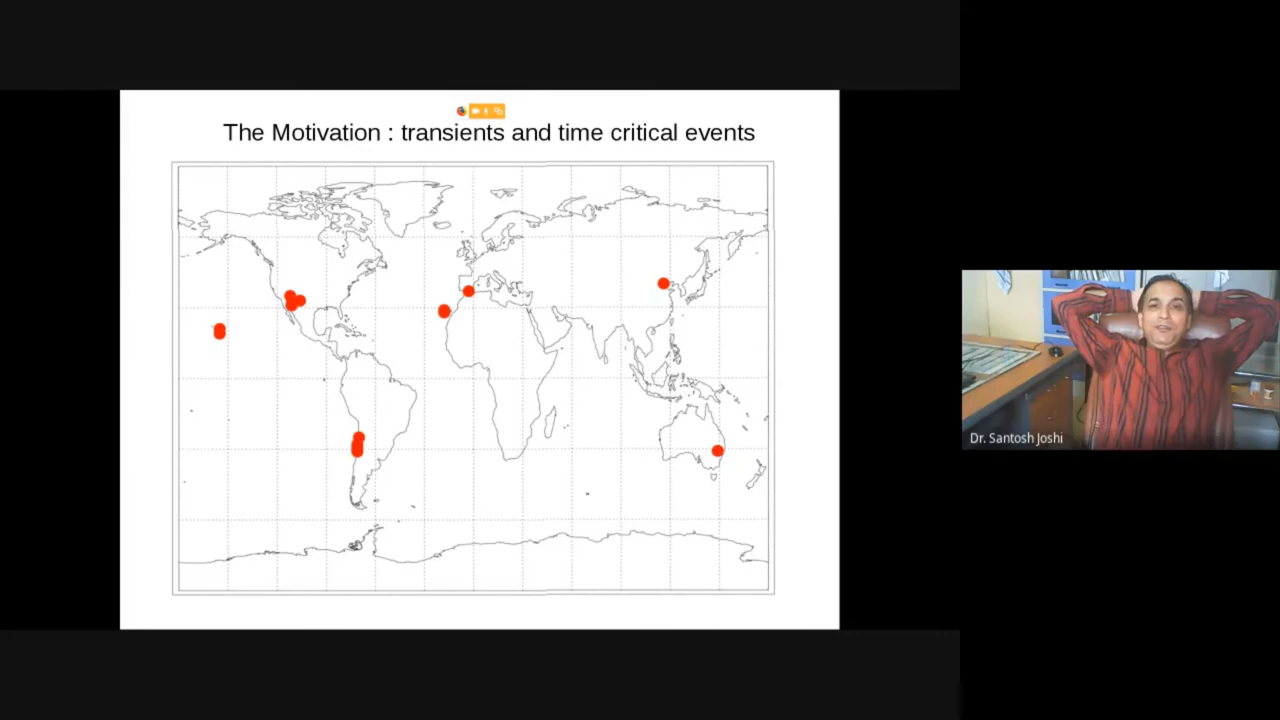 The Motivation : transients and time critical events
Dr. Santosh Joshi